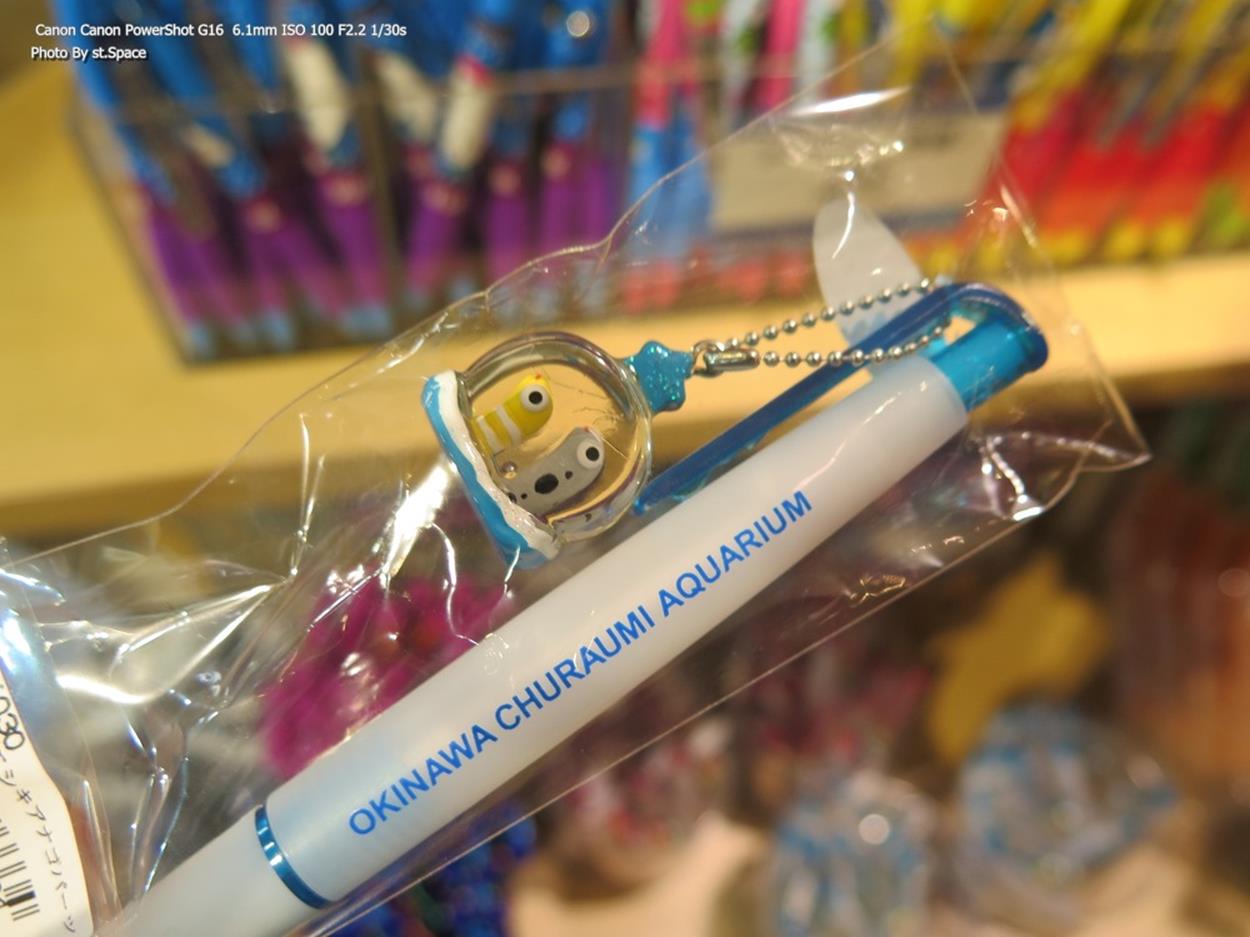 Canon Canon PowerShot G16 6.1mm ISO 100 F2.2 1/30s
Photo By st.Space
OKINAWA CHURAUMI AQUARIUM